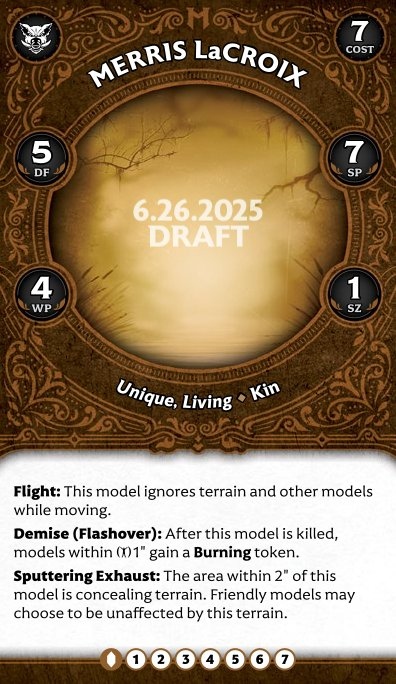 7
COST
MERRIS LaCROIX
5
DF
7
SP
6.26.2025
DRAFT
4
WP
1
SZ
Unique, Living ♦ Kin
Flight: This model ignores terrain and other models
while moving.
Demise (Flashover): After this model is killed,
models within 1" gain a Burning token.
Sputtering Exhaust: The area within 2" of this
model is concealing terrain. Friendly models may
choose to be unaffected by this terrain.
1 2 3 4 5 6 7